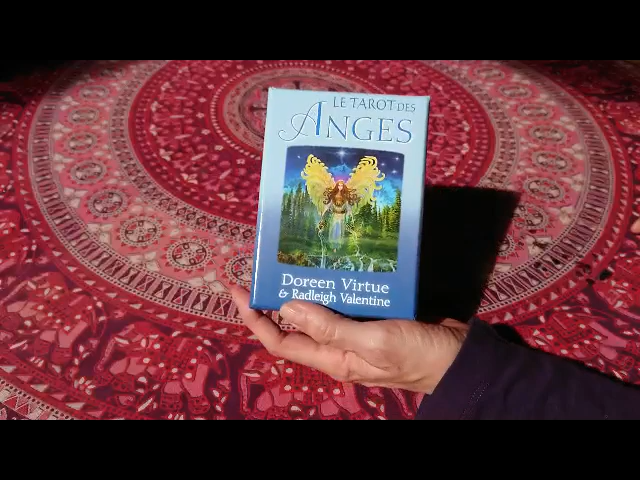 LE TAROT DES
ANGES
Doreen Virtue
& Radleigh Valentine